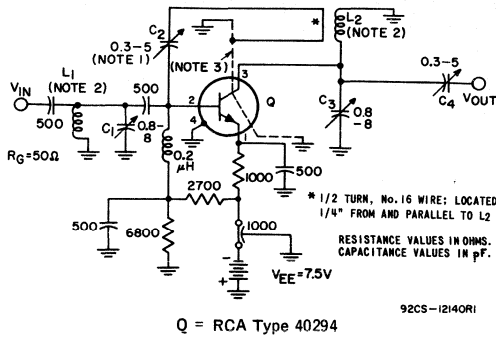 *
L2
(NOTE 2)
C2
0.3-5
(NOTE 1)
(NOTE 3)
3
0.3-5
VIN
L1
(NOTE 2)
500
500
2
Q
C3
0.8
-8
C4
VOUT
C1
0.8-
8
4
1
RG=50Ω
0.2
μH
1000
500
2700
* 1/2 TURN, No.16 WIRE; LOCATED
1/4" FROM AND PARALLEL TO L2
500
6800
1000
RESISTANCE VALUES IN OHMS.
CAPACITANCE VALUES IN pF.
-
+
VEE=7.5V
92CS-12140R1
Q = RCA Type 40294